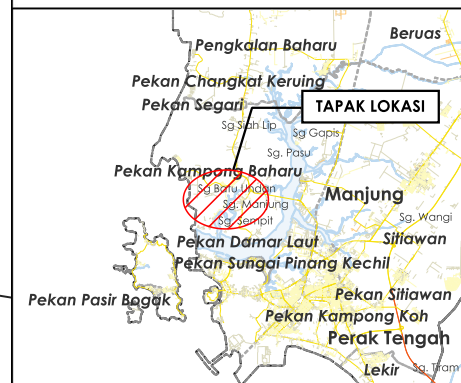 Beruas
Pengkalan Baharu
Pekan Changkat Keruing
Pekan Segari
TAPAK LOKASI
Sg Siah Lip
Sg Gapis
Sg. Pasu
Pekan Kampong Baharu
Sg Batu Undan
Manjung
Sg. Manjung
Sg. Wangi
Sg. Sempit
Pekan Damar Laut
Sitiawan
Pekan Sungai Pinang Kechil
Pekan Pasir Bogak
Pekan Sitiawan
Pekan Kampong Koh
Perak Tengah
Lekir
Sg. Tiram